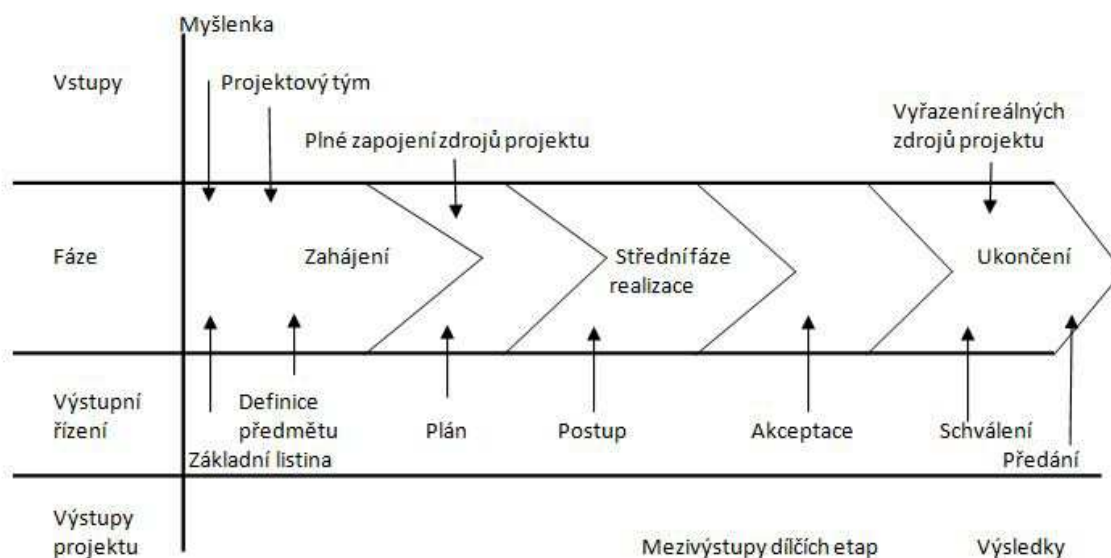 Myšlenka
Vstupy
Projektový tým
Plné zapojení zdrojů projektu
Vyřazení reálných
zdrojů projektu
Fáze
Zahájení
Střední fáze
realizace
Ukončení
Výstupní
řízení
Základní listina
Definice
předmětu
Plán
Postup
Akceptace
Schválení
Předání
Výstupy
projektu
Mezivýstupy dílčích etap
Výsledky